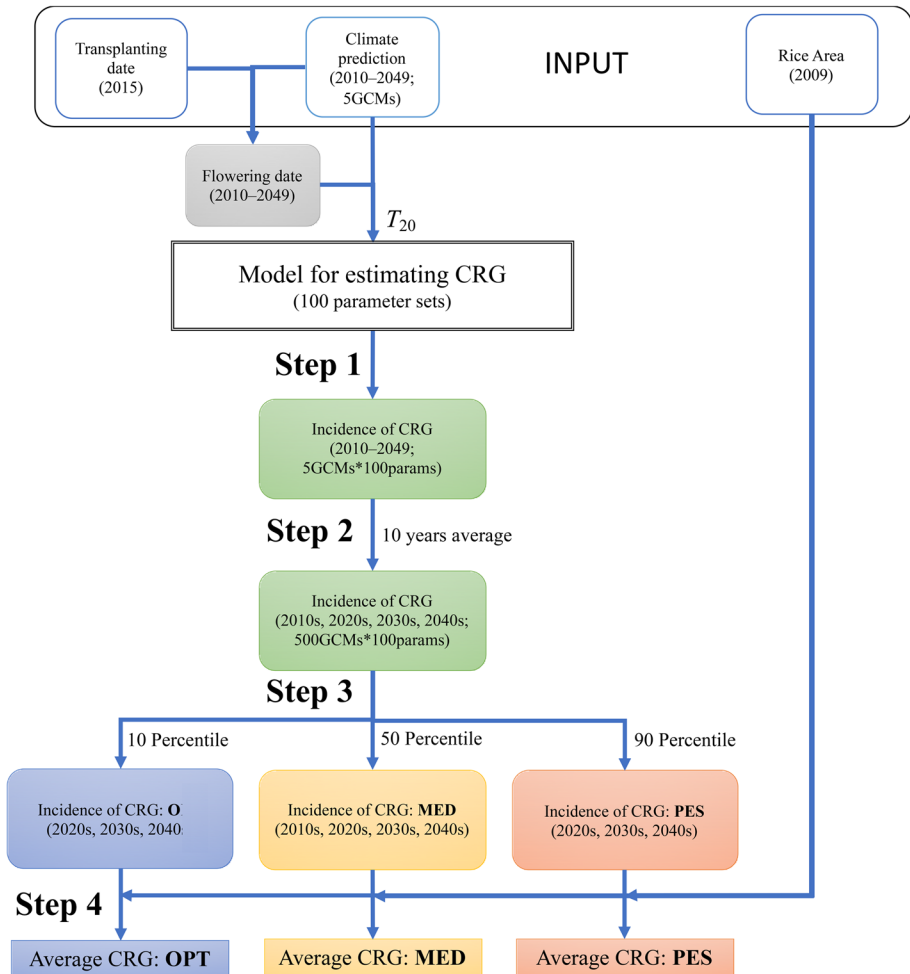 Transplanting
date
(2015)
Climate
prediction
(2010–2049;
5GCMs)
INPUT
Rice Area
(2009)
Flowering date
(2010–2049)
T20
Model for estimating CRG
(100 parameter sets)
Step 1
Incidence of CRG
(2010–2049;
5GCMs*100params)
Step 2
10 years average
Incidence of CRG
(2010s, 2020s, 2030s, 2040s;
500GCMs*100params)
Step 3
10 Percentile
50 Percentile
90 Percentile
Incidence of CRG: O
(2020s, 2030s, 2040s
Incidence of CRG: MED
(2010s, 2020s, 2030s, 2040s)
Incidence of CRG: PES
(2020s, 2030s, 2040s)
Step 4
Average CRG: OPT
Average CRG: MED
Average CRG: PES